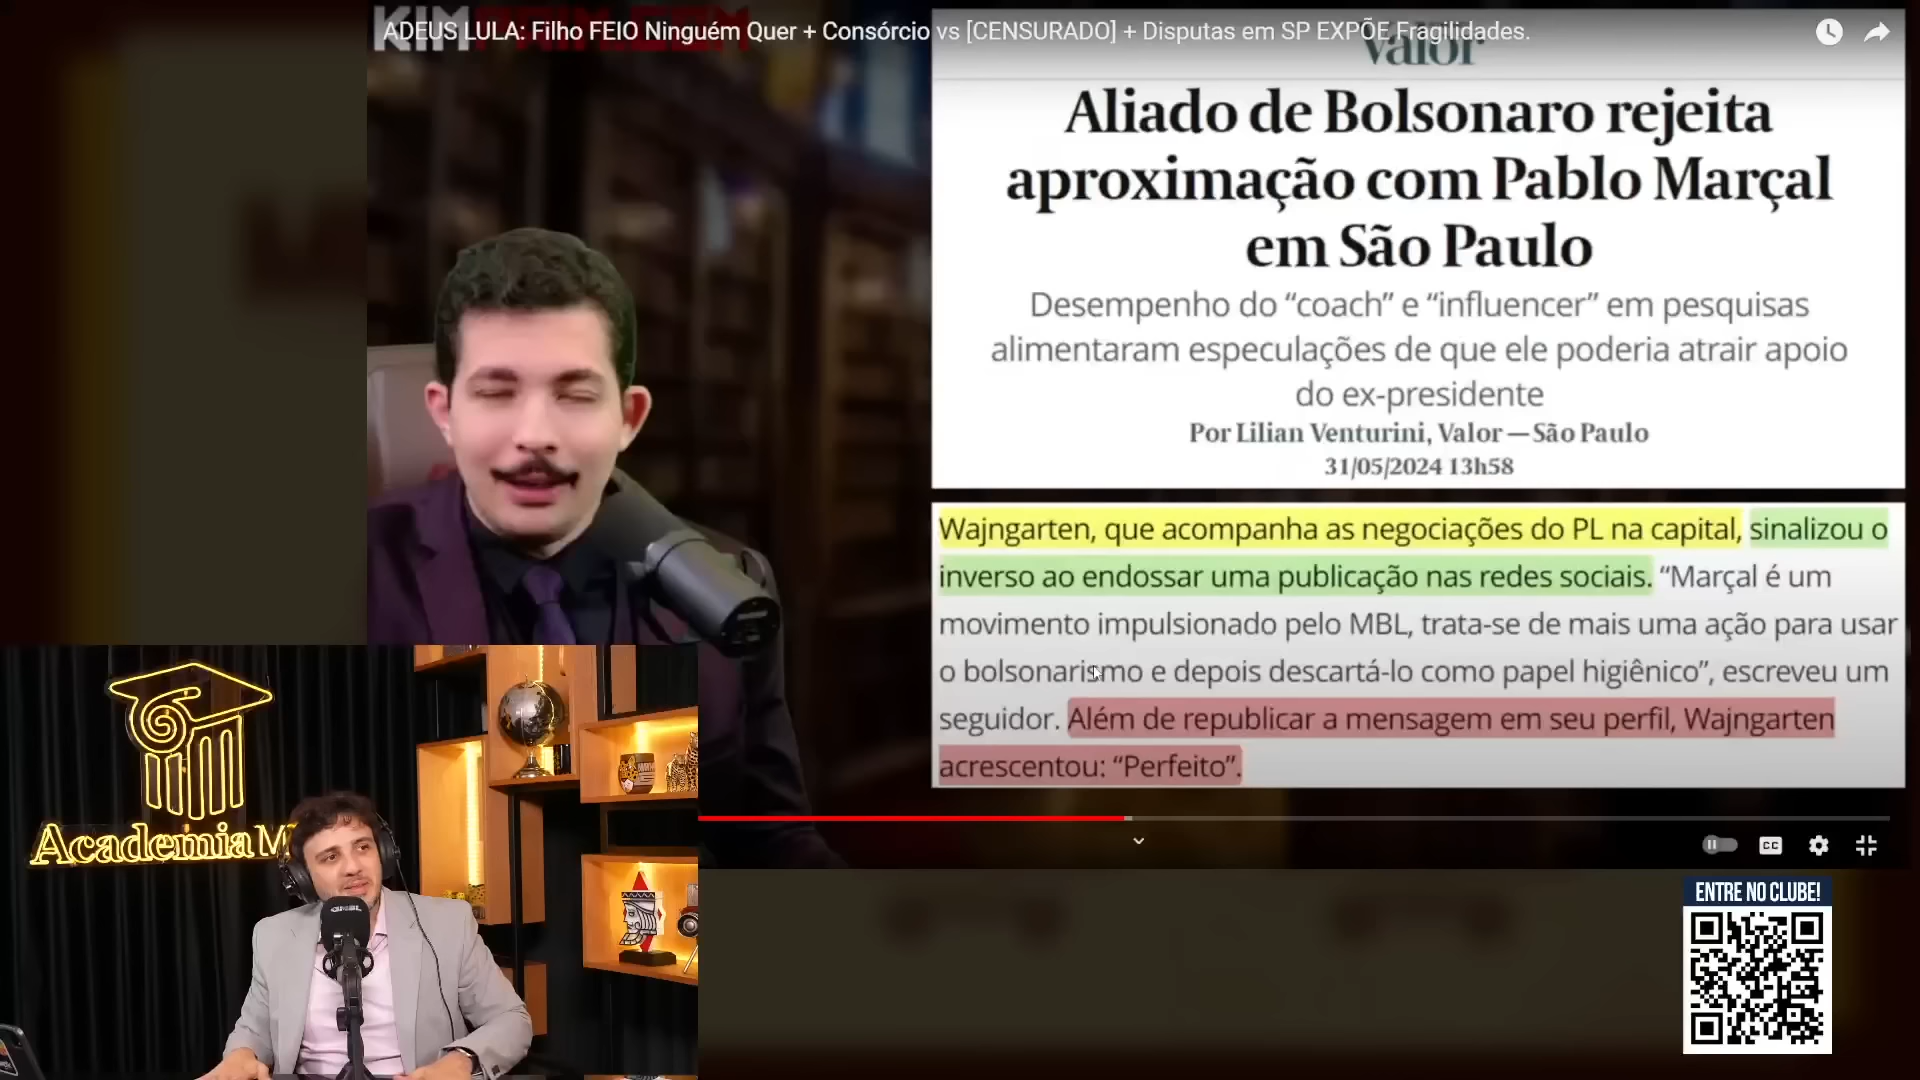 ADEUS LULA: Filho FEIO Ninguém Quer + Consórcio vs [CENSURADO] + Disputas em SP EXPÕE Fragilidades.
Valor
Aliado de Bolsonaro rejeita
aproximação com Pablo Marçal
em São Paulo
Desempenho do “coach” e “influencer” em pesquisas
alimentaram especulações de que ele poderia atrair apoio
do ex-presidente
Por Lilian Venturini, Valor — São Paulo
31/05/2024 13h58
Wajngarten, que acompanha as negociações do PL na capital, sinalizou o
inverso ao endossar uma publicação nas redes sociais. “Marçal é um
movimento impulsionado pelo MBL, trata-se de mais uma ação para usar
o bolsonarismo e depois descartá-lo como papel higiênico”, escreveu um
seguidor. Além de republicar a mensagem em seu perfil, Wajngarten
acrescentou: “Perfeito”.
Academia M
CC
ENTRE NO CLUBE!